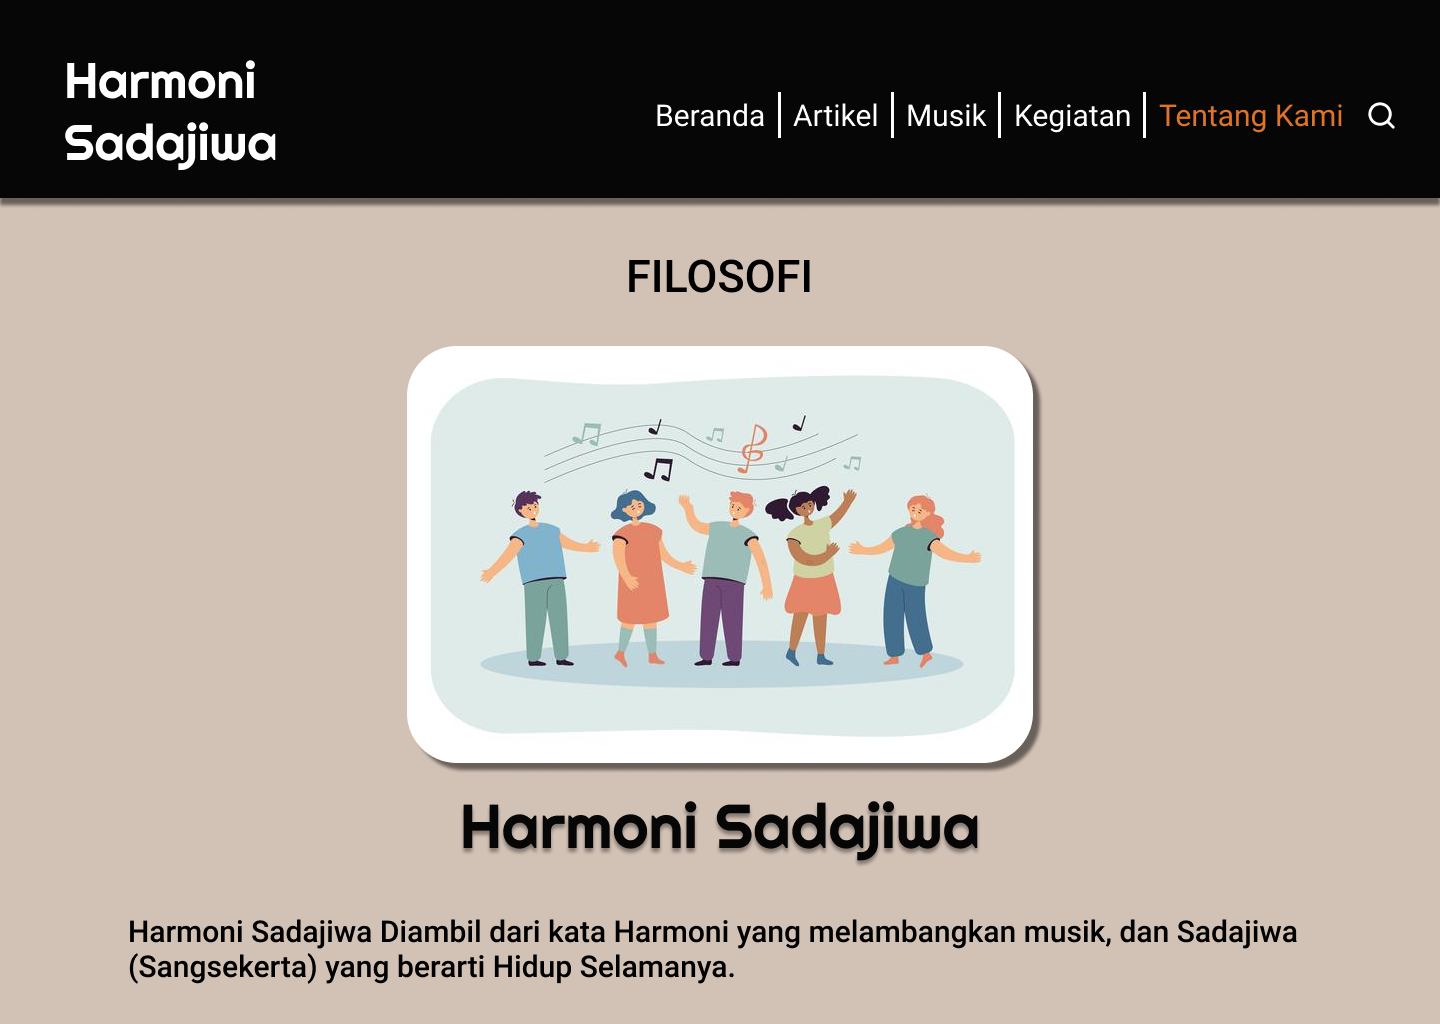 Harmoni
Sadajiwa
Beranda
Artikel
Musik
Kegiatan
Tentang Kami
FILOSOFI
Harmoni Sadajiwa
Harmoni Sadajiwa Diambil dari kata Harmoni yang melambangkan musik, dan Sadajiwa
(Sangsekerta) yang berarti Hidup Selamanya.